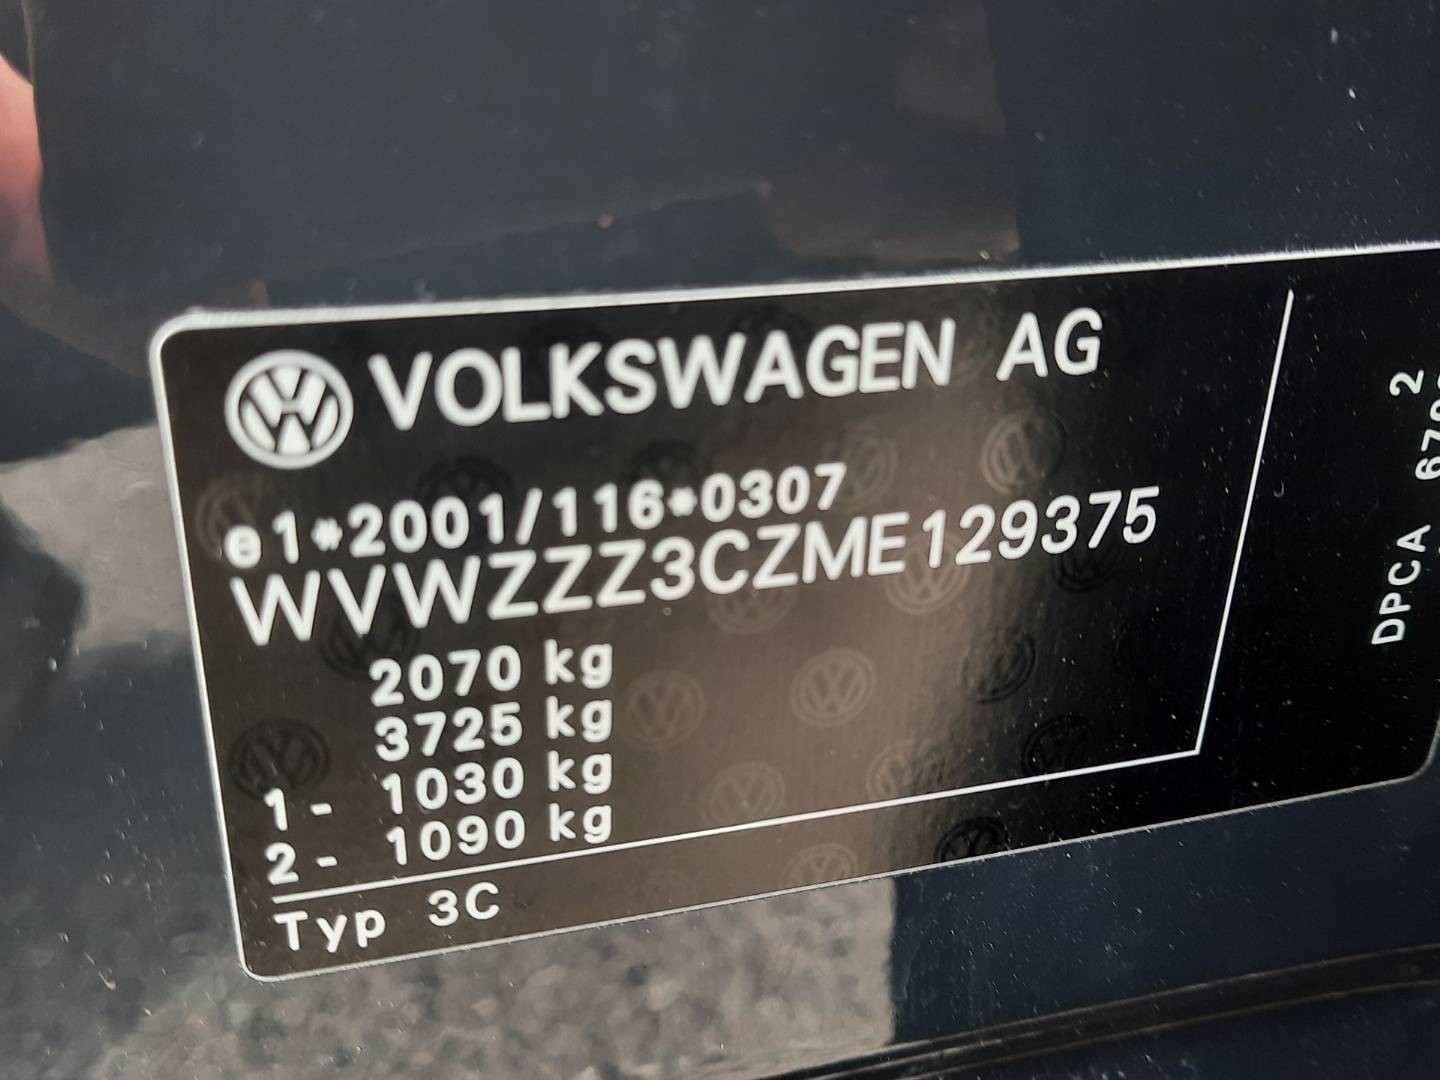 VOLKSWAGEN AG
e1*2001/116*0307
WVWZZZ3CZME129375
2070 kg
3725 kg
1- 1030 kg
2- 1090 kg
Typ 3C
2
DPCA